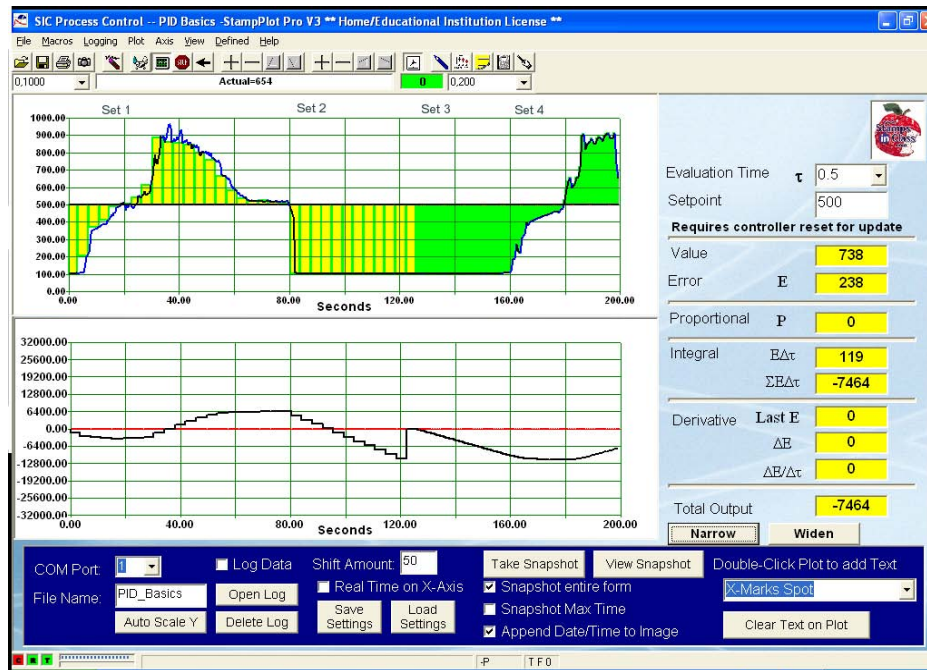 SIC Process Control -- PID Basics -StampPlot Pro V3 ** Home/Educational Institution License **
File Macros Logging Plot Axis View Defined Help
0,1000 Actual=654 0 0,200
Set 1 Set 2 Set 3 Set 4
1000.00
900.00
800.00
700.00
600.00
500.00
400.00
300.00
200.00
100.00
0.00
0.00 40.00 80.00 120.00 200.00
Seconds
32000.00
25600.00
19200.00
12800.00
6400.00
0.00
-6400.00
-12800.00
-19200.00
-25600.00
-32000.00
0.00 40.00 80.00 120.00 200.00
Seconds
Stamps
in Class
Evaluation Time τ 0.5
Setpoint 500
Requires controller reset for update
Value 738
Error E 238
Proportional P 0
Integral EΔτ 119
ΣEΔτ -7464
Derivative Last E 0
ΔE 0
ΔE/Δτ 0
Total Output -7464
Narrow Widen
COM Port: 1 Log Data Shift Amount: 50 Take Snapshot View Snapshot Double-Click Plot to add Text
Real Time on X-Axis Snapshot entire form X-Marks Spot
File Name: PID_Basics Open Log Save Settings Load Settings Snapshot Max Time
Auto Scale Y Delete Log Append Date/Time to Image Clear Text on Plot
C R T -P T F 0